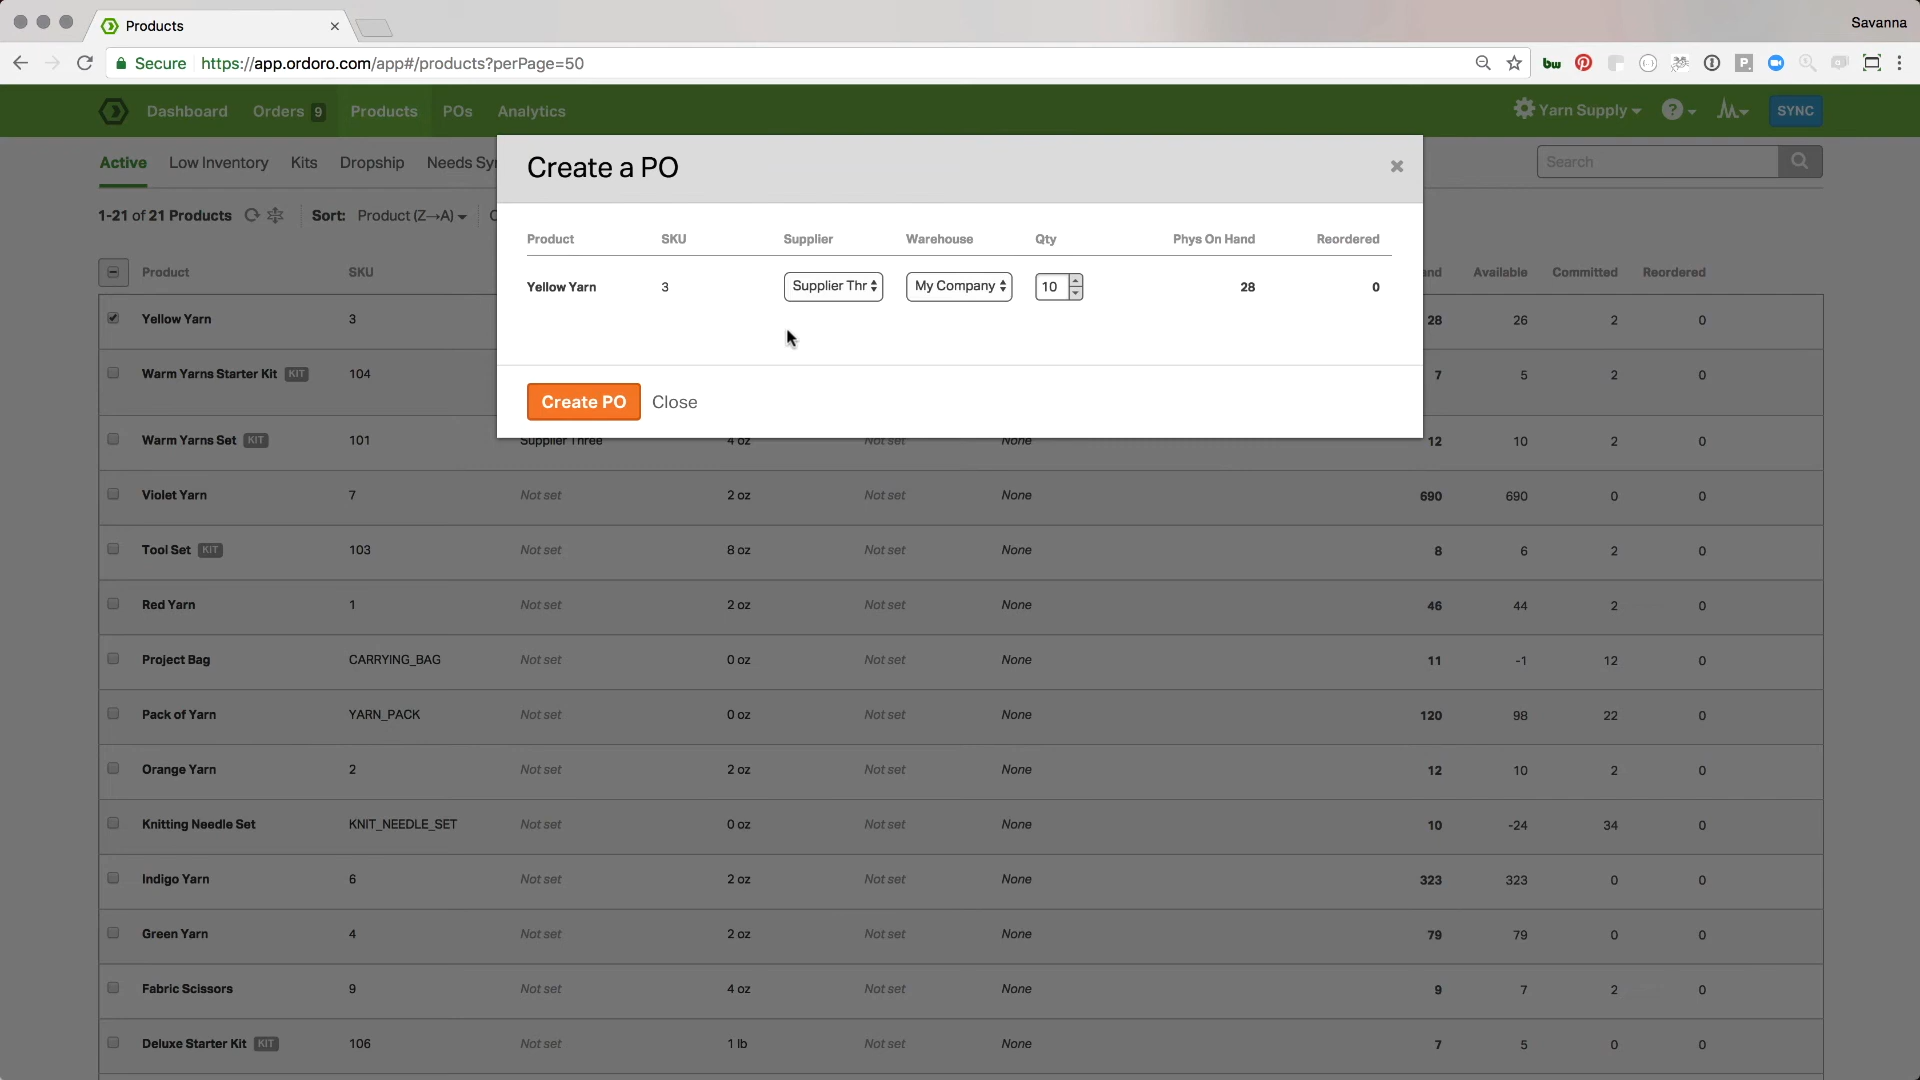 Products
Savanna
Secure https://app.ordoro.com/app#/products?perPage=50
Dashboard Orders 9 Products POs Analytics Yarn Supply SYNC
Active Low Inventory Kits Dropship Needs Syn Search
Create a PO
1-21 of 21 Products Sort: Product (Z→A)
Product SKU Supplier Warehouse Qty Phys On Hand Reordered
Yellow Yarn 3 Supplier Thr My Company 10 28 0
Create PO Close
Product SKU and Available Committed Reordered
Yellow Yarn 3 28 26 2 0
Warm Yarns Starter Kit KIT 104 7 5 2 0
Warm Yarns Set KIT 101 Supplier Three 4 oz Not set None 12 10 2 0
Violet Yarn 7 Not set 2 oz Not set None 690 690 0 0
Tool Set KIT 103 Not set 8 oz Not set None 8 6 2 0
Red Yarn 1 Not set 2 oz Not set None 46 44 2 0
Project Bag CARRYING_BAG Not set 0 oz Not set None 11 -1 12 0
Pack of Yarn YARN_PACK Not set 0 oz Not set None 120 98 22 0
Orange Yarn 2 Not set 2 oz Not set None 12 10 2 0
Knitting Needle Set KNIT_NEEDLE_SET Not set 0 oz Not set None 10 -24 34 0
Indigo Yarn 6 Not set 2 oz Not set None 323 323 0 0
Green Yarn 4 Not set 2 oz Not set None 79 79 0 0
Fabric Scissors 9 Not set 4 oz Not set None 9 7 2 0
Deluxe Starter Kit KIT 106 Not set 1 lb Not set None 7 5 0 0